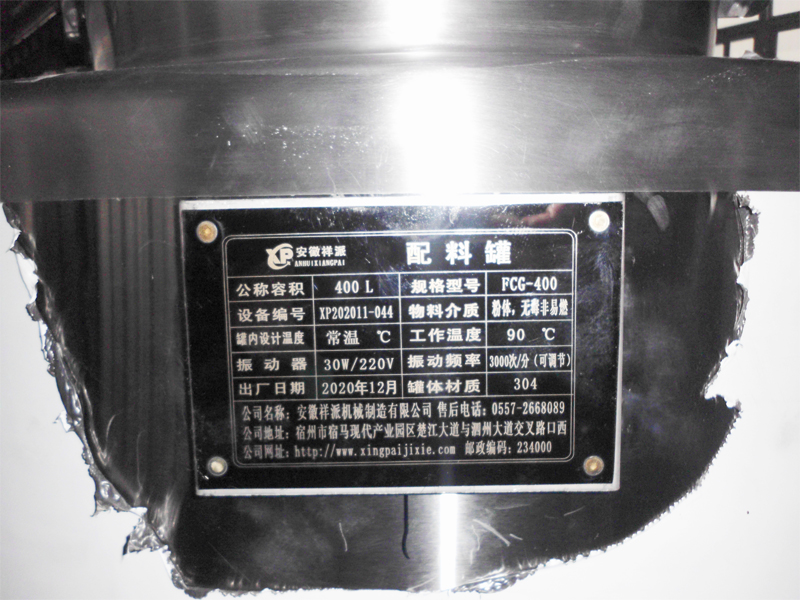 XP 安徽祥派 配料罐
ANHUIXIANGPAI
公称容积 400 L 规格型号 FCG-400
设备编号 XP202011-044 物料介质 粉体，无毒非易燃
罐内设计温度 常温 ℃ 工作温度 90 ℃
振动器 30W/220V 振动频率 3000次/分（可调节）
出厂日期 2020年12月 罐体材质 304
公司名称：安徽祥派机械制造有限公司 售后电话：0557-2668089
公司地址：宿州市宿马现代产业园区楚江大道与泗州大道交叉路口西
公司网址：http://www.xingpaijixie.com 邮政编码：234000